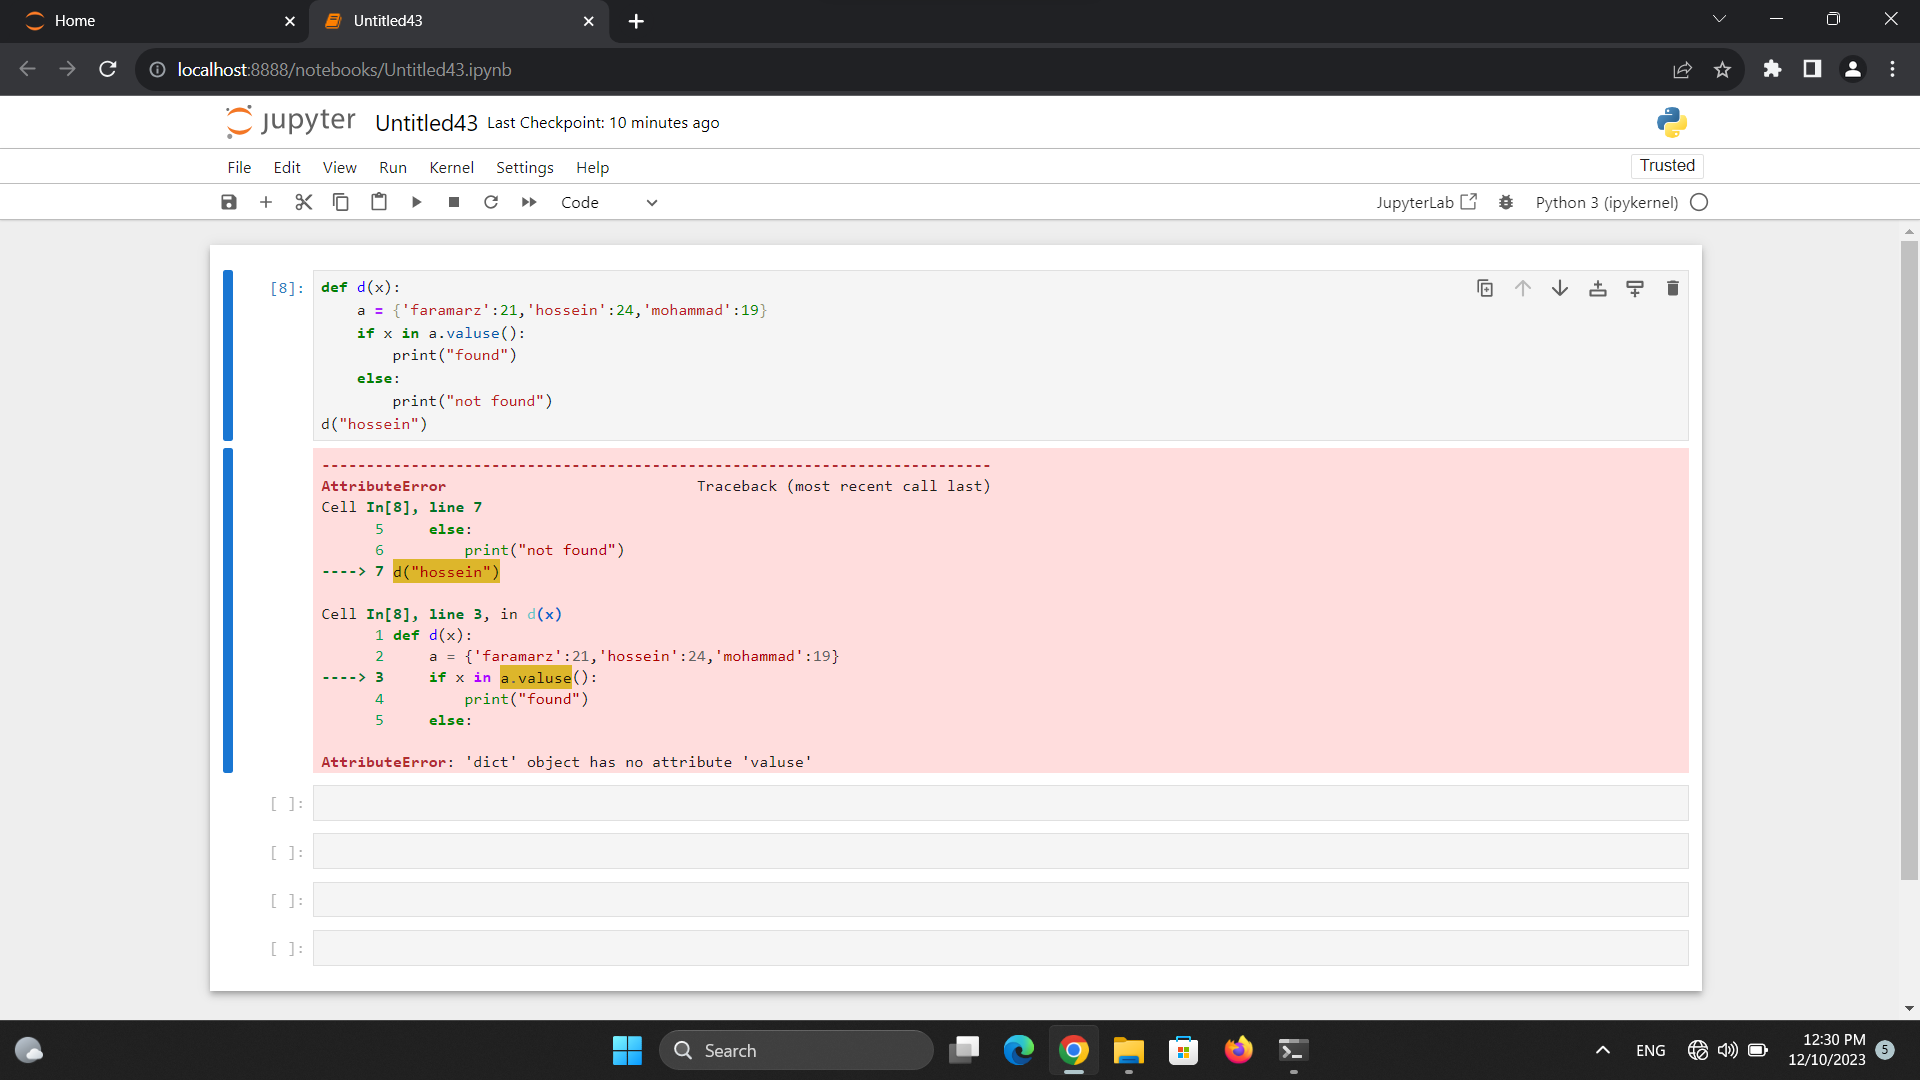 Home
Untitled43
localhost:8888/notebooks/Untitled43.ipynb
jupyter Untitled43 Last Checkpoint: 10 minutes ago
File Edit View Run Kernel Settings Help
Trusted
Code
JupyterLab
Python 3 (ipykernel)
[8]:
def d(x):
    a = {'faramarz':21,'hossein':24,'mohammad':19}
    if x in a.valuse():
        print("found")
    else:
        print("not found")
d("hossein")
---------------------------------------------------------------------------
AttributeError                            Traceback (most recent call last)
Cell In[8], line 7
      5     else:
      6         print("not found")
----> 7 d("hossein")
Cell In[8], line 3, in d(x)
      1 def d(x):
      2     a = {'faramarz':21,'hossein':24,'mohammad':19}
----> 3     if x in a.valuse():
      4         print("found")
      5     else:
AttributeError: 'dict' object has no attribute 'valuse'
[ ]:
[ ]:
[ ]:
[ ]:
Search
ENG
12:30 PM
12/10/2023
5